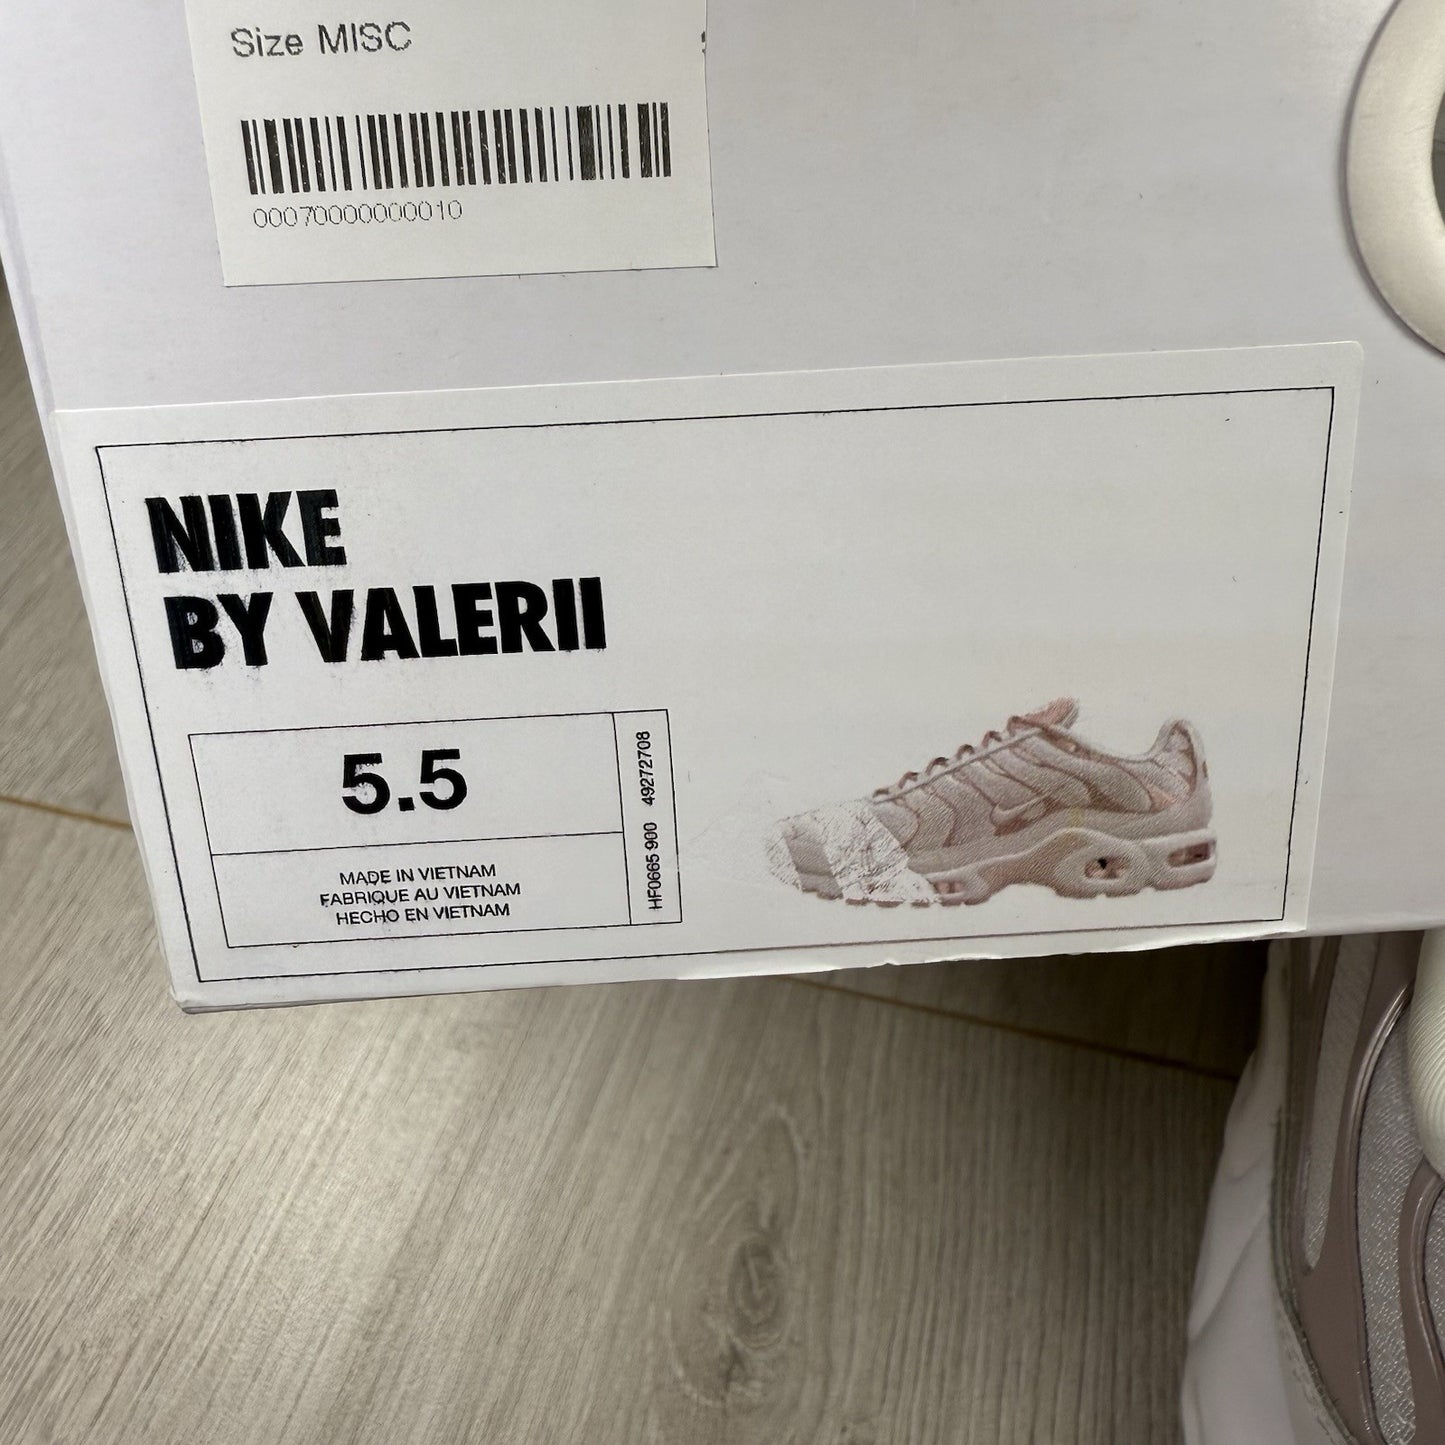 Size MISC
00070000000010
NIKE
BY VALERII
5.5
MADE IN VIETNAM
FABRIQUE AU VIETNAM
HECHO EN VIETNAM
HF0665 900 49272708